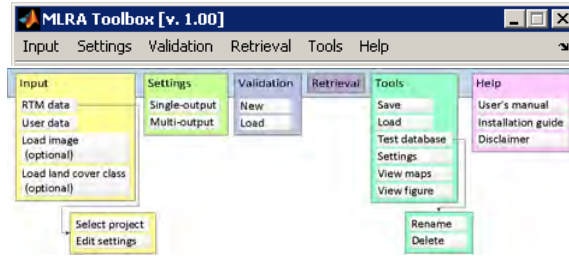 MLRA Toolbox [v. 1.00]
Input Settings Validation Retrieval Tools Help
Input
RTM data
User data
Load image
(optional)
Load land cover class
(optional)
Select project
Edit settings
Settings
Single-output
Multi-output
Validation
New
Load
Retrieval
Tools
Save
Load
Test database
Settings
View maps
View figure
Rename
Delete
Help
User's manual
Installation guide
Disclaimer